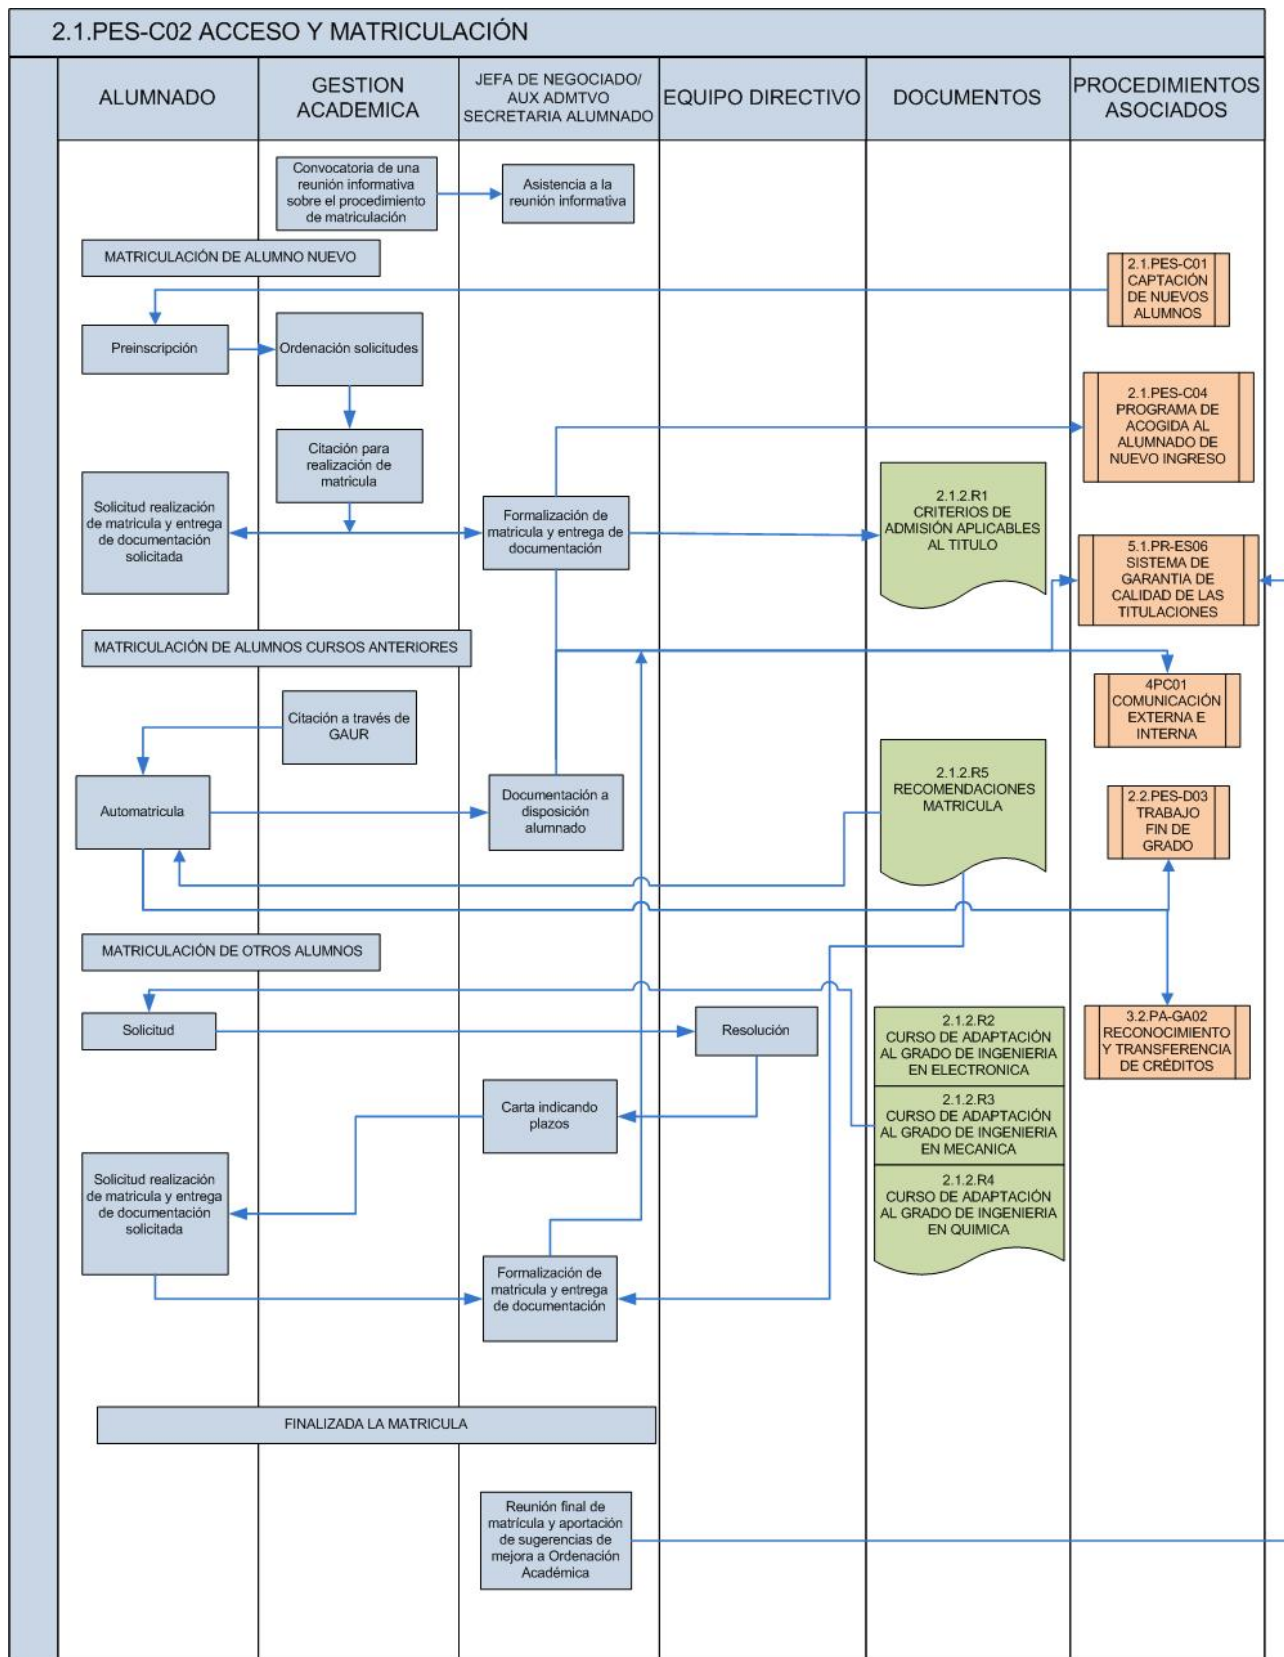 2.1.PES-C02 ACCESO Y MATRICULACIÓN
ALUMNADO
GESTION
ACADEMICA
JEFA DE NEGOCIADO/
AUX ADMTVO
SECRETARIA ALUMNADO
EQUIPO DIRECTIVO
DOCUMENTOS
PROCEDIMIENTOS
ASOCIADOS
Convocatoria de una
reunión informativa
sobre el procedimiento
de matriculación
Asistencia a la
reunión informativa
MATRICULACIÓN DE ALUMNO NUEVO
2.1.PES-C01
CAPTACIÓN
DE NUEVOS
ALUMNOS
Preinscripción
Ordenación solicitudes
2.1.PES-C04
PROGRAMA DE
ACOGIDA AL
ALUMNADO DE
NUEVO INGRESO
Citación para
realización de
matricula
Solicitud realización
de matricula y entrega
de documentación
solicitada
Formalización de
matricula y entrega de
documentación
2.1.2.R1
CRITERIOS DE
ADMISIÓN APLICABLES
AL TITULO
5.1.PR-ES06
SISTEMA DE
GARANTIA DE
CALIDAD DE LAS
TITULACIONES
MATRICULACIÓN DE ALUMNOS CURSOS ANTERIORES
4PC01
COMUNICACIÓN
EXTERNA E
INTERNA
Citación a través de
GAUR
Automatricula
Documentación a
disposición
alumnado
2.1.2.R5
RECOMENDACIONES
MATRICULA
2.2.PES-D03
TRABAJO
FIN DE
GRADO
MATRICULACIÓN DE OTROS ALUMNOS
Solicitud
Resolución
2.1.2.R2
CURSO DE ADAPTACIÓN
AL GRADO DE INGENIERIA
EN ELECTRONICA
3.2.PA-GA02
RECONOCIMIENTO
Y TRANSFERENCIA
DE CRÉDITOS
Carta indicando
plazos
2.1.2.R3
CURSO DE ADAPTACIÓN
AL GRADO DE INGENIERIA
EN MECANICA
Solicitud realización
de matricula y entrega
de documentación
solicitada
2.1.2.R4
CURSO DE ADAPTACIÓN
AL GRADO DE INGENIERIA
EN QUIMICA
Formalización de
matricula y entrega
de documentación
FINALIZADA LA MATRICULA
Reunión final de
matrícula y aportación
de sugerencias de
mejora a Ordenación
Académica